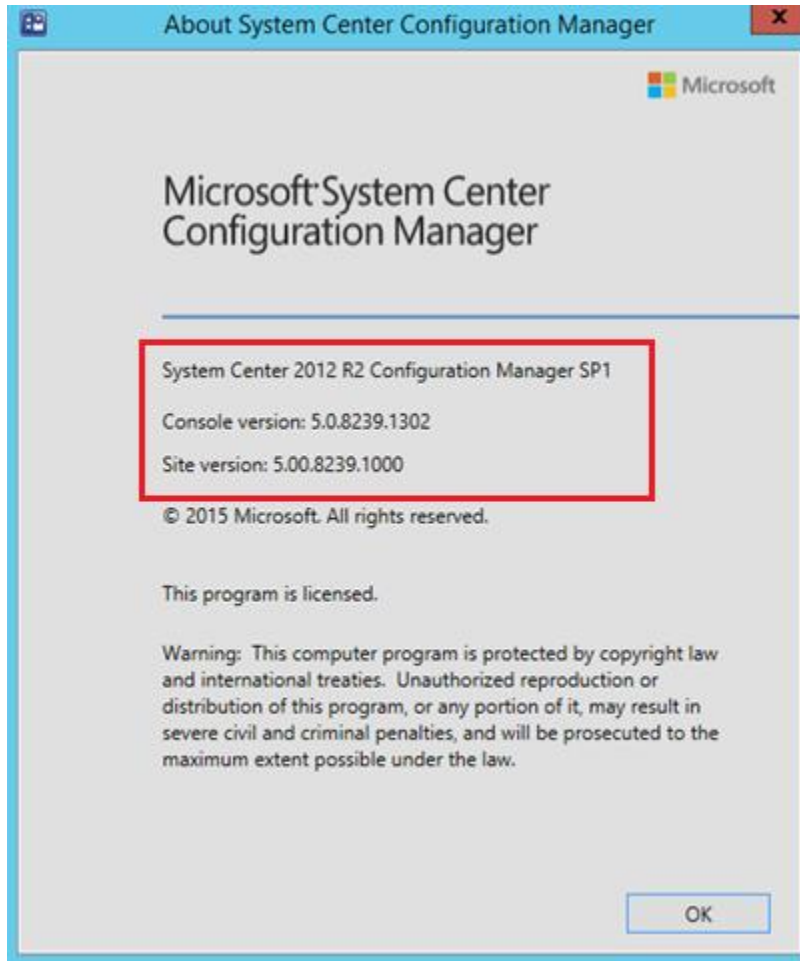 About System Center Configuration Manager
Microsoft
Microsoft System Center
Configuration Manager
System Center 2012 R2 Configuration Manager SP1
Console version: 5.0.8239.1302
Site version: 5.00.8239.1000
© 2015 Microsoft. All rights reserved.
This program is licensed.
Warning:  This computer program is protected by copyright law
and international treaties.  Unauthorized reproduction or
distribution of this program, or any portion of it, may result in
severe civil and criminal penalties, and will be prosecuted to the
maximum extent possible under the law.
OK